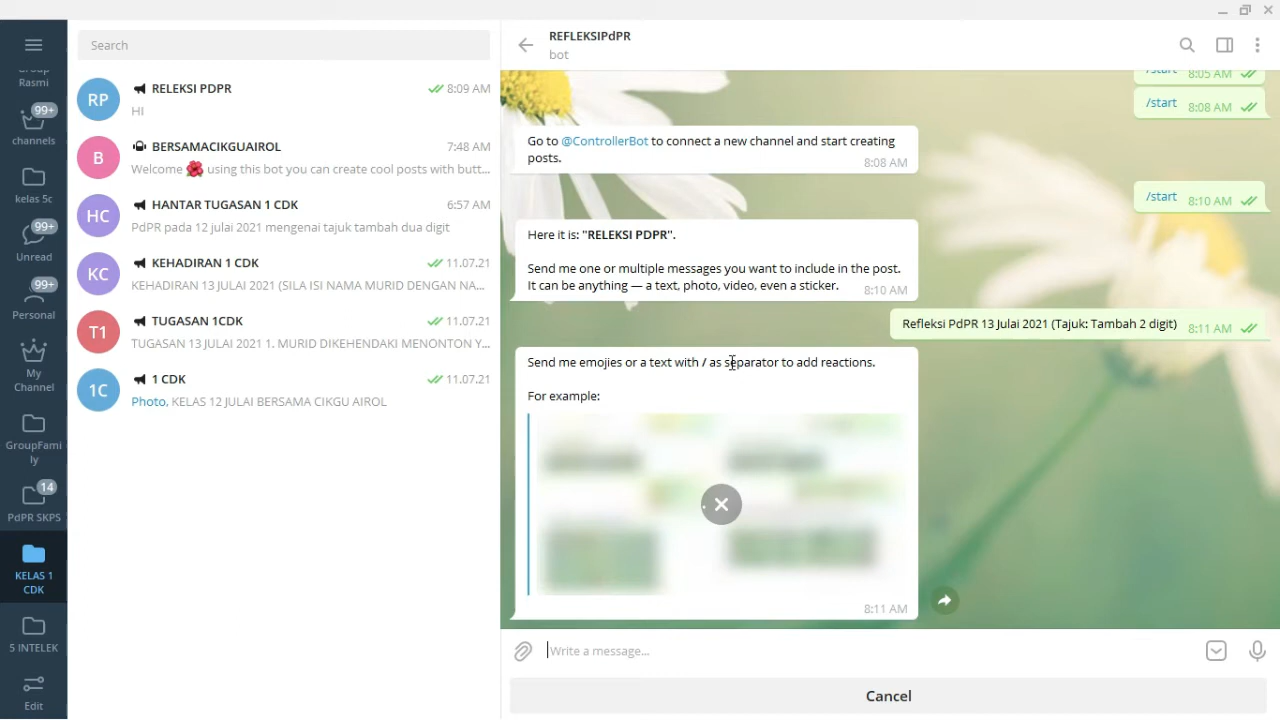 Group
Rasmi
99+
channels
kelas 5c
99+
Unread
99+
Personal
My
Channel
GroupFami
ly
14
PdPR SKPS
KELAS 1
CDK
5 INTELEK
Edit
Search
RP
RELEKSI PDPR
8:09 AM
HI
B
BERSAMACIKGUAIROL
7:48 AM
Welcome 🌺 using this bot you can create cool posts with butt...
HC
HANTAR TUGASAN 1 CDK
6:57 AM
PdPR pada 12 julai 2021 mengenai tajuk tambah dua digit
KC
KEHADIRAN 1 CDK
11.07.21
KEHADIRAN 13 JULAI 2021 (SILA ISI NAMA MURID DENGAN NA...
T1
TUGASAN 1CDK
11.07.21
TUGASAN 13 JULAI 2021 1. MURID DIKEHENDAKI MENONTON Y...
1C
1 CDK
11.07.21
Photo, KELAS 12 JULAI BERSAMA CIKGU AIROL
REFLEKSIPdPR
bot
/start 8:05 AM
/start 8:08 AM
Go to @ControllerBot to connect a new channel and start creating
posts.
8:08 AM
/start 8:10 AM
Here it is: "RELEKSI PDPR".
Send me one or multiple messages you want to include in the post.
It can be anything — a text, photo, video, even a sticker.
8:10 AM
Refleksi PdPR 13 Julai 2021 (Tajuk: Tambah 2 digit) 8:11 AM
Send me emojies or a text with / as separator to add reactions.
For example:
8:11 AM
Write a message...
Cancel